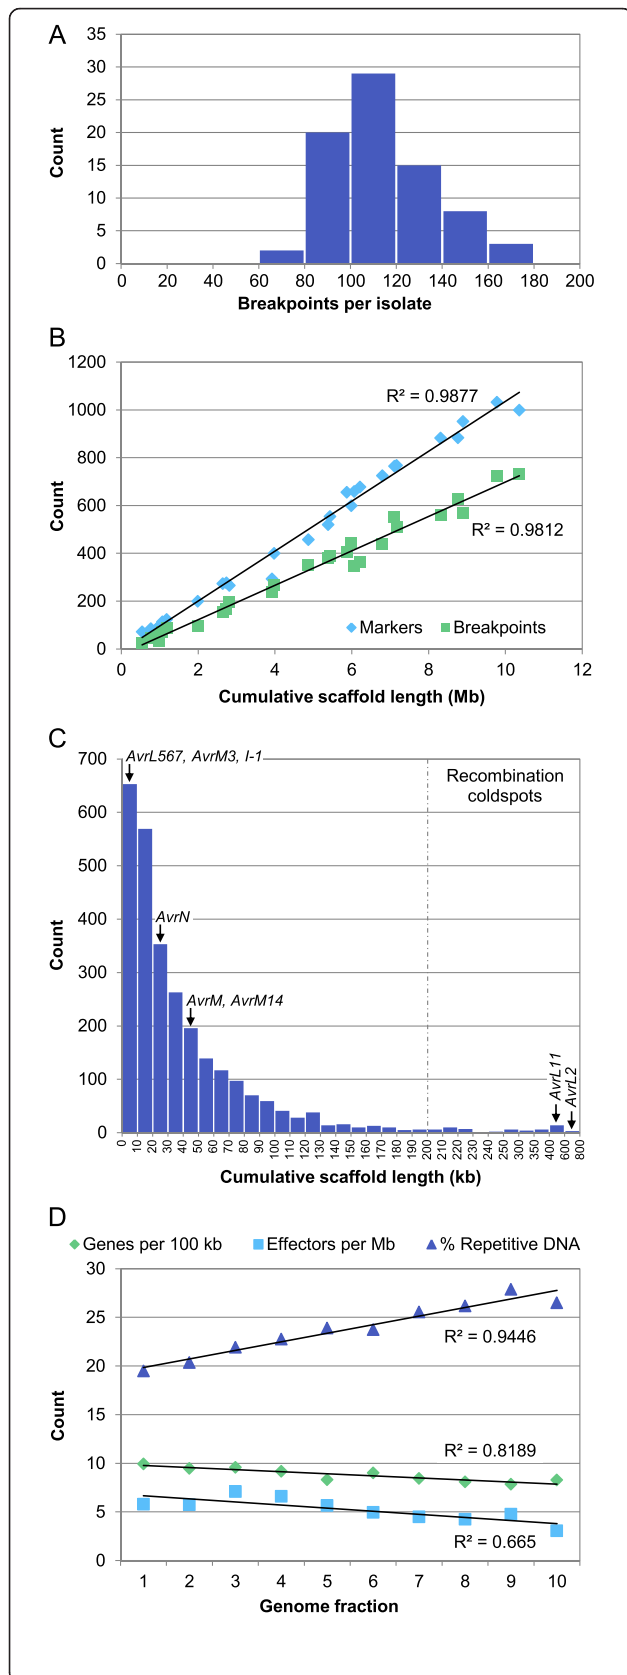 A
35
30
25
20
15
10
5
0
Count
0 20 40 60 80 100 120 140 160 180 200
Breakpoints per isolate
B
1200
1000
800
600
400
200
0
Count
R² = 0.9877
R² = 0.9812
Markers Breakpoints
0 2 4 6 8 10 12
Cumulative scaffold length (Mb)
C
700
600
500
400
300
200
100
0
Count
AvrL567, AvrM3, I-1
Recombination
coldspots
AvrN
AvrM, AvrM14
AvrL11
AvrL2
0 10 20 30 40 50 60 70 80 90 100 110 120 130 140 150 160 170 180 190 200 210 220 230 240 250 300 350 400 600 800
Cumulative scaffold length (kb)
D
Genes per 100 kb Effectors per Mb % Repetitive DNA
30
25
20
15
10
5
0
Count
R² = 0.9446
R² = 0.8189
R² = 0.665
1 2 3 4 5 6 7 8 9 10
Genome fraction